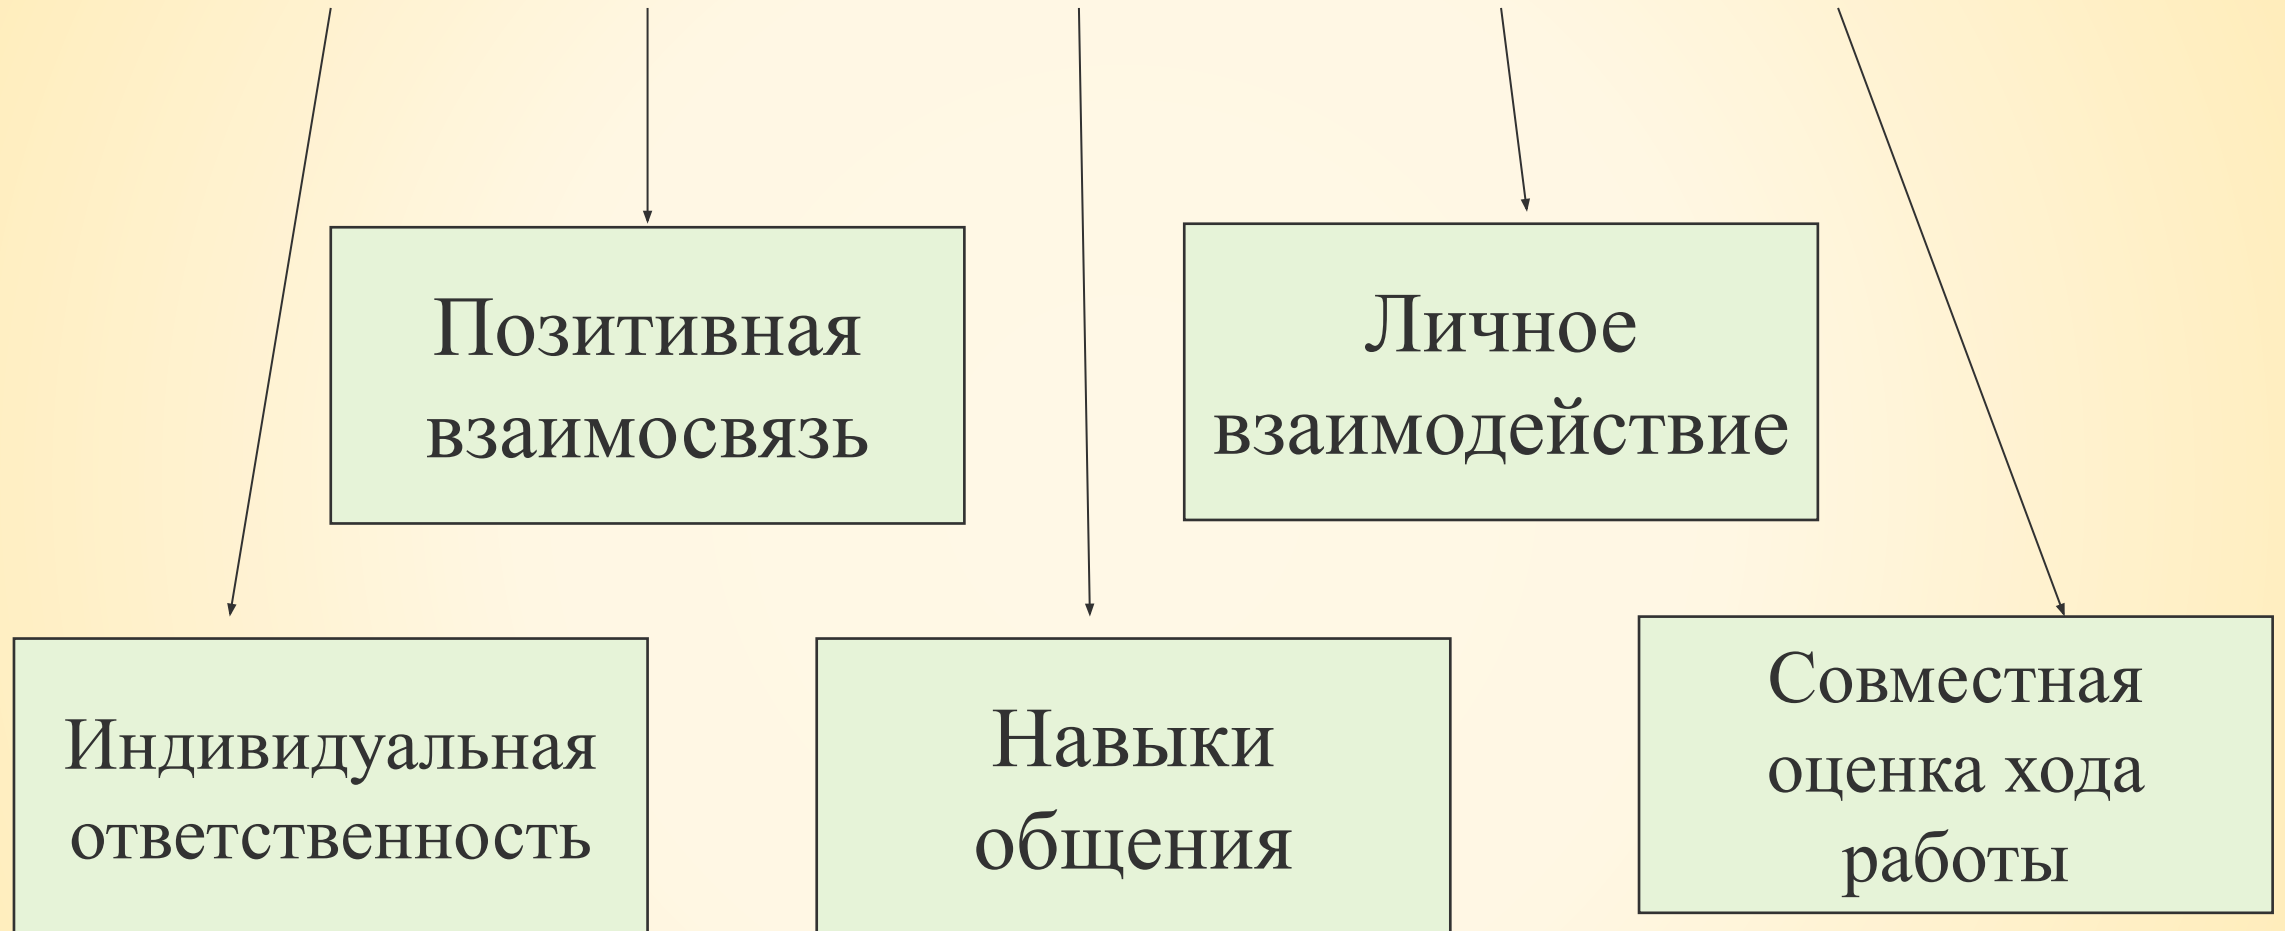 Позитивная
взаимосвязь
Личное
взаимодействие
Индивидуальная
ответственность
Навыки
общения
Совместная
оценка хода
работы